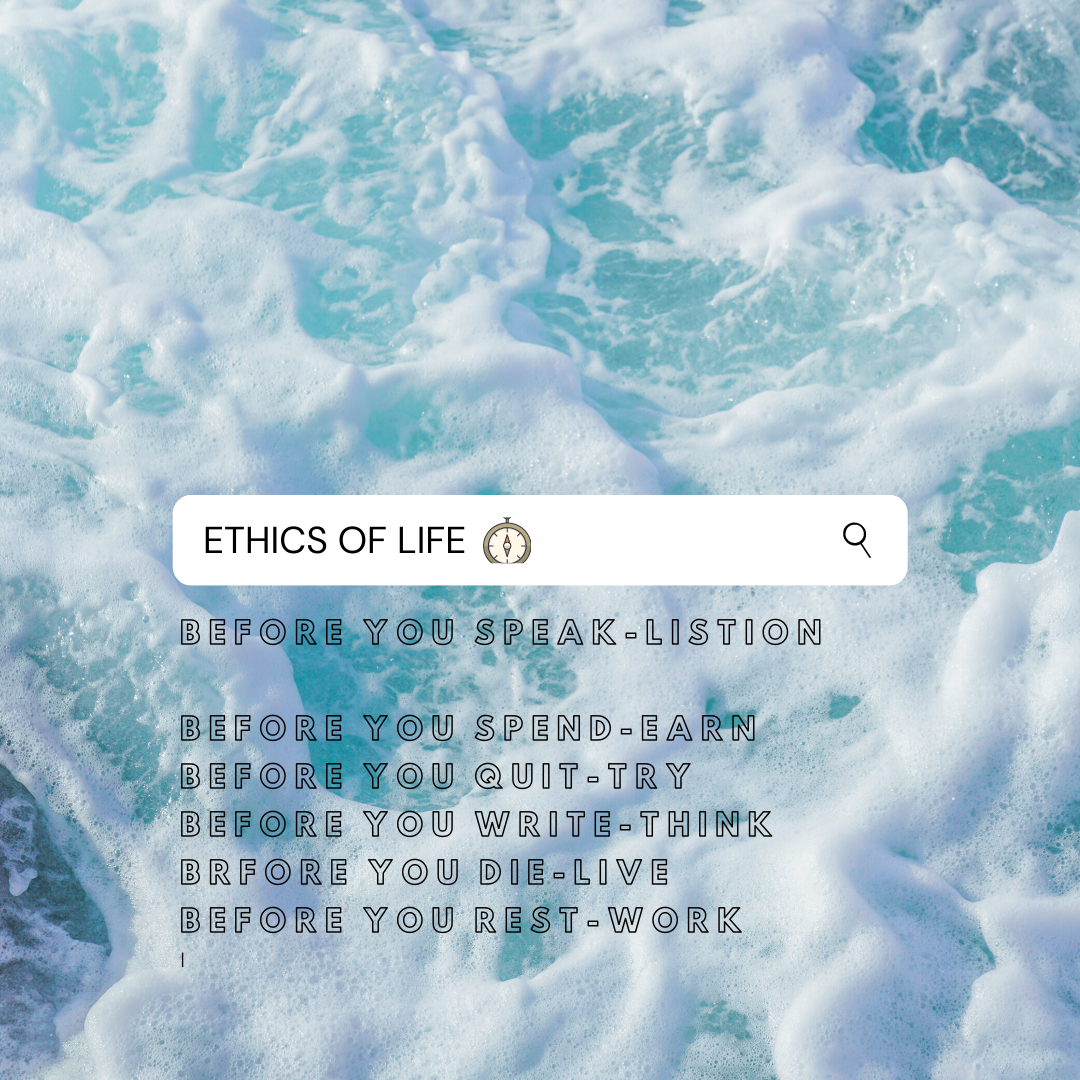 ETHICS OF LIFE
BEFORE YOU SPEAK-LISTION
BEFORE YOU SPEND-EARN
BEFORE YOU QUIT-TRY
BEFORE YOU WRITE-THINK
BRFORE YOU DIE-LIVE
BEFORE YOU REST-WORK
|